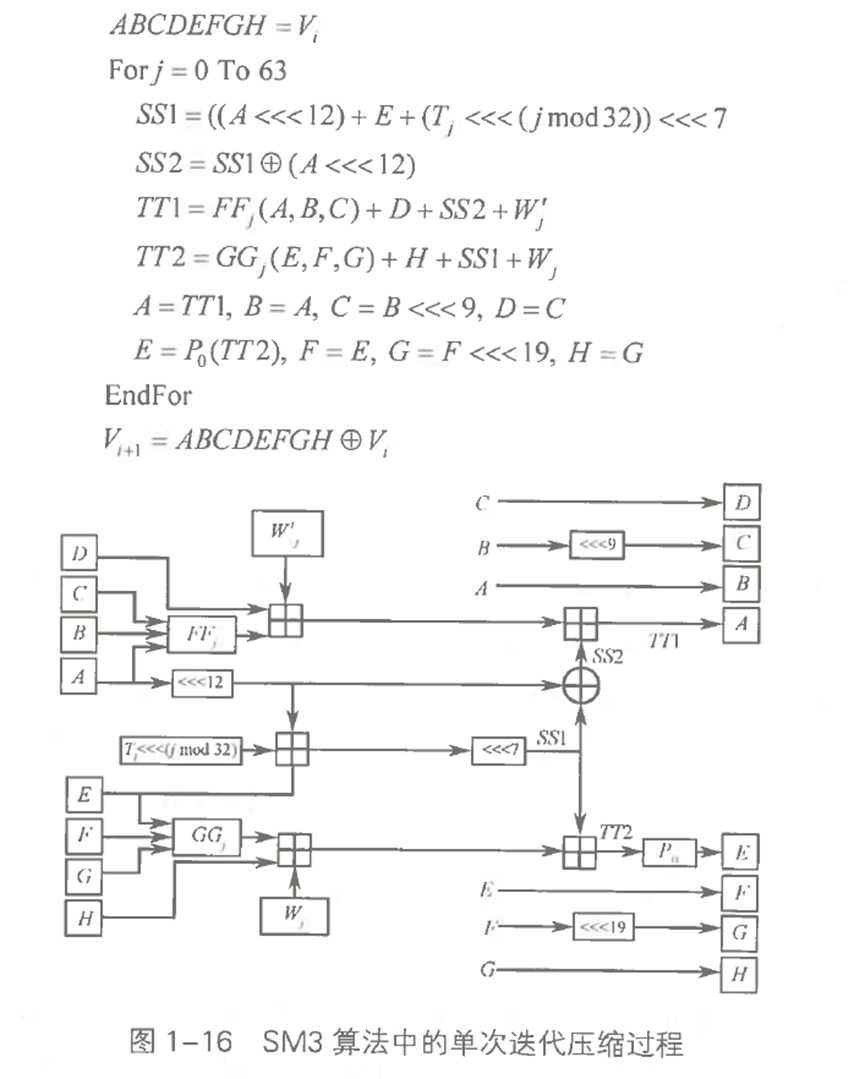 ABCDEFGH = V_i
For j = 0 To 63
SS1 = ((A <<< 12) + E + (T_j <<< (j mod 32)) <<< 7
SS2 = SS1 ⊕ (A <<< 12)
TT1 = FF_j(A, B, C) + D + SS2 + W'_j
TT2 = GG_j(E, F, G) + H + SS1 + W_j
A = TT1, B = A, C = B <<< 9, D = C
E = P_0(TT2), F = E, G = F <<< 19, H = G
EndFor
V_{i+1} = ABCDEFGH ⊕ V_i
C D
W'_j
D
B <<<9 C
C
A B
B FF_j
TT1 A
SS2
A <<<12
T_j<<<(j mod 32) <<<7 SS1
E
F GG_j
TT2 P_0 E
G
E F
H W_j
F <<<19 G
G H
图 1-16 SM3 算法中的单次迭代压缩过程